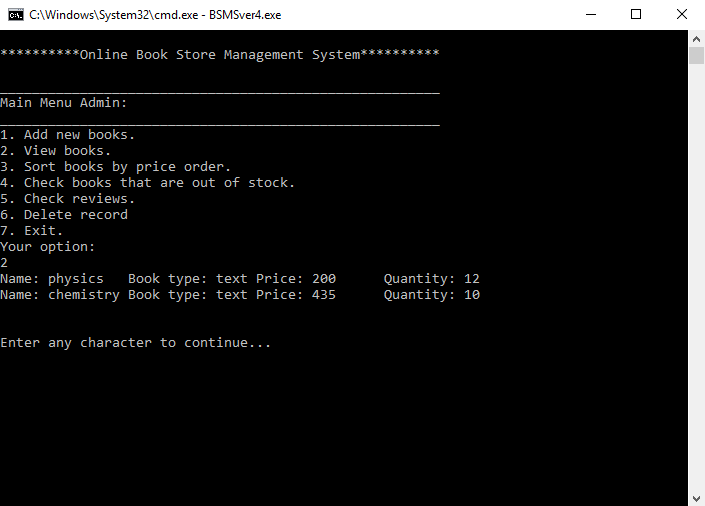 C:\Windows\System32\cmd.exe - BSMSver4.exe
**********Online Book Store Management System**********
_______________________________________________________
Main Menu Admin:
_______________________________________________________
1. Add new books.
2. View books.
3. Sort books by price order.
4. Check books that are out of stock.
5. Check reviews.
6. Delete record
7. Exit.
Your option:
2
Name: physics   Book type: text Price: 200      Quantity: 12
Name: chemistry Book type: text Price: 435      Quantity: 10
Enter any character to continue...